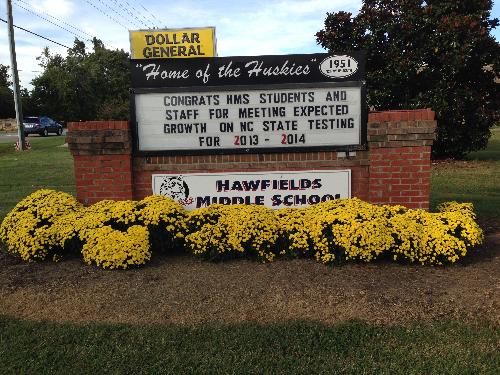 DOLLAR
GENERAL
"Home of the Huskies"
1951
CONGRATS HMS STUDENTS AND
STAFF FOR MEETING EXPECTED
GROWTH ON NC STATE TESTING
FOR 2013 - 2014
HAWFIELDS
MIDDLE SCHOOL